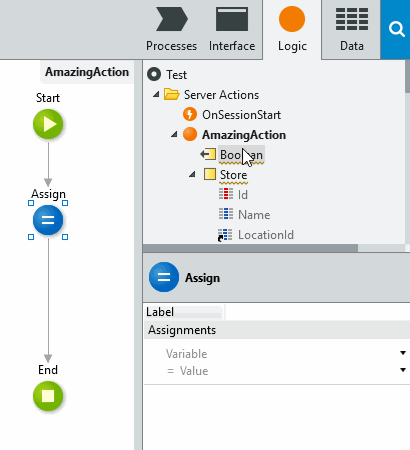 Processes
Interface
Logic
Data
AmazingAction
Start
Assign
End
Test
Server Actions
OnSessionStart
AmazingAction
Boolean
Store
Id
Name
LocationId
Assign
Label
Assignments
Variable
= Value